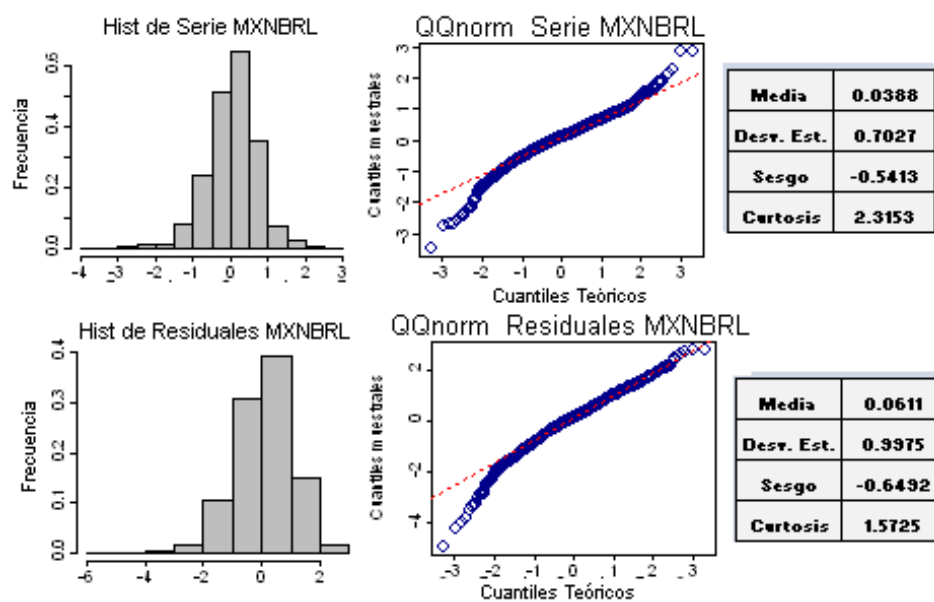 Hist de Serie MXNBRL
Frecuencia
0.0 0.2 0.4 0.6
-4 -3 -2 -1 0 1 2 3
QQnorm Serie MXNBRL
Cuantiles muestrales
-3 -2 -1 0 1 2 3
-3 -2 -1 0 1 2 3
Cuantiles Teóricos
Media 0.0388
Desv. Est. 0.7027
Sesgo -0.5413
Curtosis 2.3153
Hist de Residuales MXNBRL
Frecuencia
0.0 0.1 0.2 0.3 0.4
-6 -4 -2 0 2
QQnorm Residuales MXNBRL
Cuantiles muestrales
-4 -2 0 2
-3 -2 -1 0 1 2 3
Cuantiles Teóricos
Media 0.0611
Desv. Est. 0.9975
Sesgo -0.6492
Curtosis 1.5725